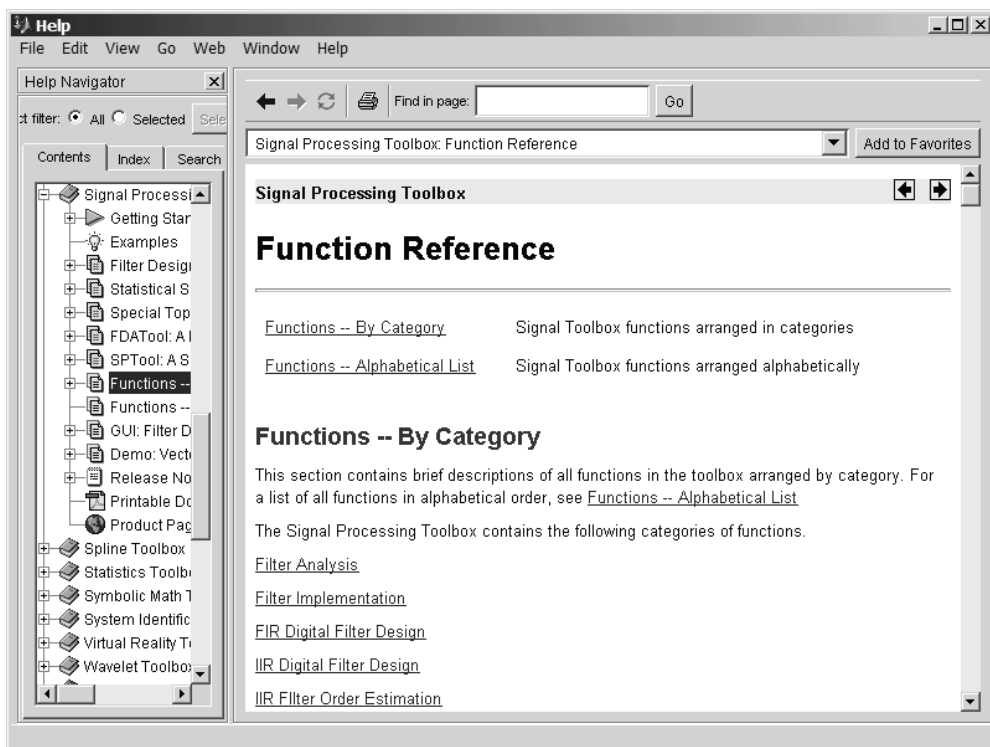 Help
File Edit View Go Web Window Help
Help Navigator
ct filter: All Selected Sele
Contents Index Search
Signal Processi
Getting Star
Examples
Filter Desig
Statistical S
Special Top
FDATool: A
SPTool: A S
Functions --
Functions --
GUI: Filter D
Demo: Vect
Release No
Printable Do
Product Pag
Spline Toolbox
Statistics Toolb
Symbolic Math T
System Identific
Virtual Reality T
Wavelet Toolbo
Find in page: Go
Signal Processing Toolbox: Function Reference Add to Favorites
Signal Processing Toolbox
Function Reference
Functions -- By Category Signal Toolbox functions arranged in categories
Functions -- Alphabetical List Signal Toolbox functions arranged alphabetically
Functions -- By Category
This section contains brief descriptions of all functions in the toolbox arranged by category. For
a list of all functions in alphabetical order, see Functions -- Alphabetical List
The Signal Processing Toolbox contains the following categories of functions.
Filter Analysis
Filter Implementation
FIR Digital Filter Design
IIR Digital Filter Design
IIR FIlter Order Estimation